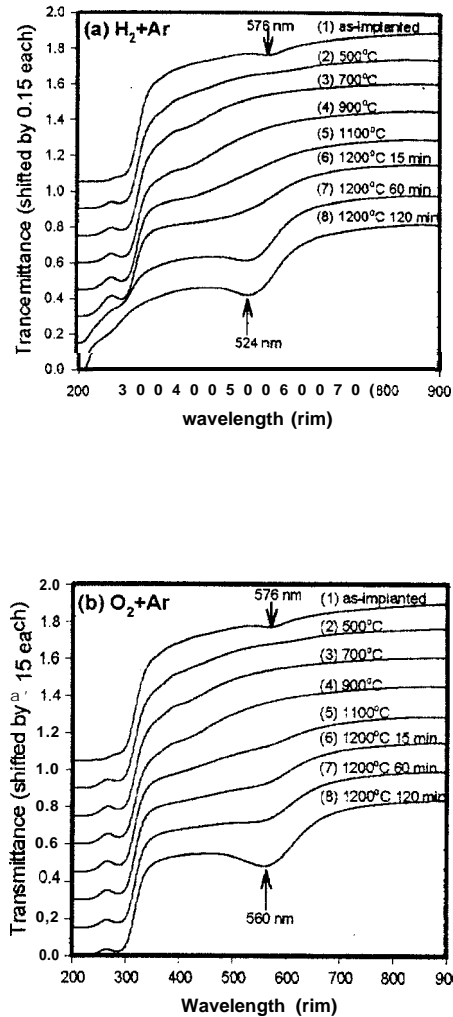 (a) H₂+Ar
576 nm
(1) as-implanted
(2) 500°C
(3) 700°C
(4) 900°C
(5) 1100°C
(6) 1200°C 15 min
(7) 1200°C 60 min
(8) 1200°C 120 min
524 nm
Trancemittance (shifted by 0.15 each)
2.0
1.8
1.6
1.4
1.2
1.0
0.8
0.6
0.4
0.2
0.0
200 3 0 0 4 0 0 5 0 0 6 0 0 7 0 (800 900
wavelength (rim)
(b) O₂+Ar
576 nm
(1) as-implanted
(2) 500°C
(3) 700°C
(4) 900°C
(5) 1100°C
(6) 1200°C 15 min
(7) 1200°C 60 min
(8) 1200°C 120 min
560 nm
Transmittance (shifted by a - 15 each)
2.0
1.8
1.6
1.4
1.2
1.0
0.8
0.6
0.4
0,2
0.0
200 300 400 500 600 700 800 90
Wavelength (rim)